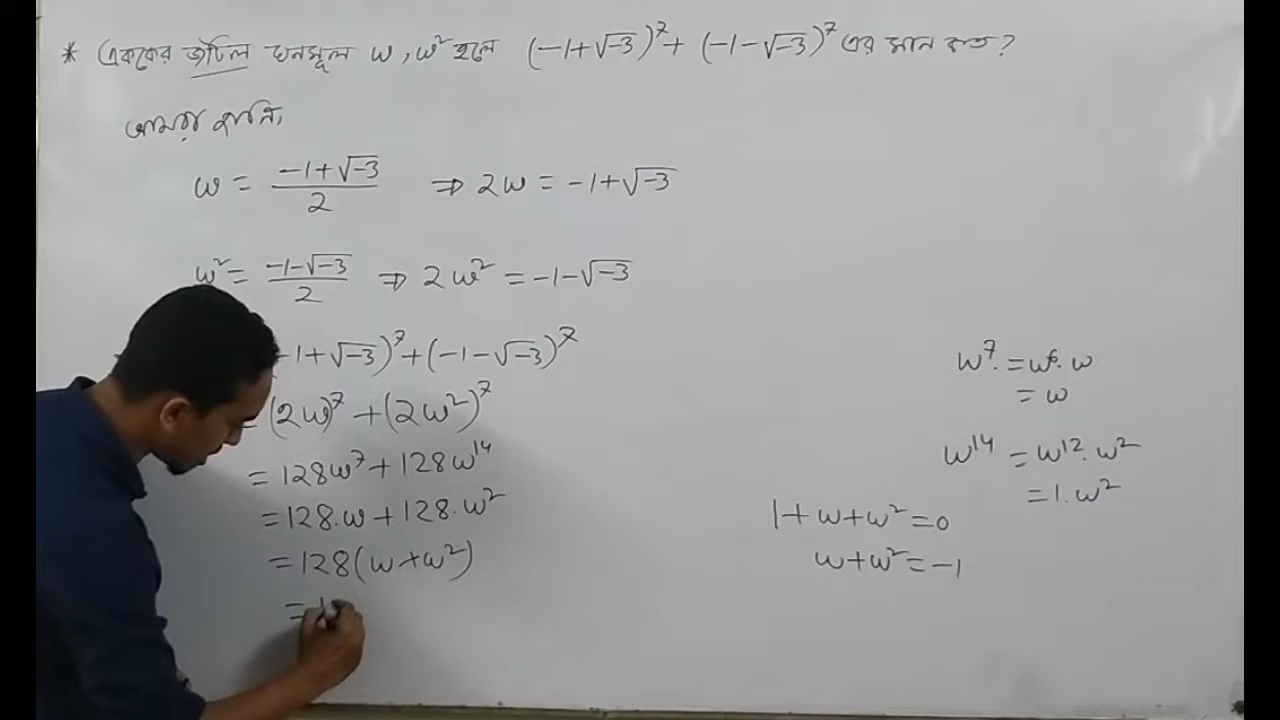 * এককের জটিল ঘনমূল ω, ω² হলে (-1+√-3)⁷ + (-1-√-3)⁷ এর মান কত?
আমরা জানি,
ω = (-1+√-3)/2 ⇒ 2ω = -1+√-3
ω² = (-1-√-3)/2 ⇒ 2ω² = -1-√-3
-1+√-3)⁷ + (-1-√-3)⁷
(2ω)⁷ + (2ω²)⁷
= 128ω⁷ + 128ω¹⁴
= 128.ω + 128.ω²
= 128(ω+ω²)
= 1
ω⁷ = ω⁶. ω
= ω
ω¹⁴ = ω¹². ω²
= 1. ω²
1+ω+ω² = 0
ω+ω² = -1